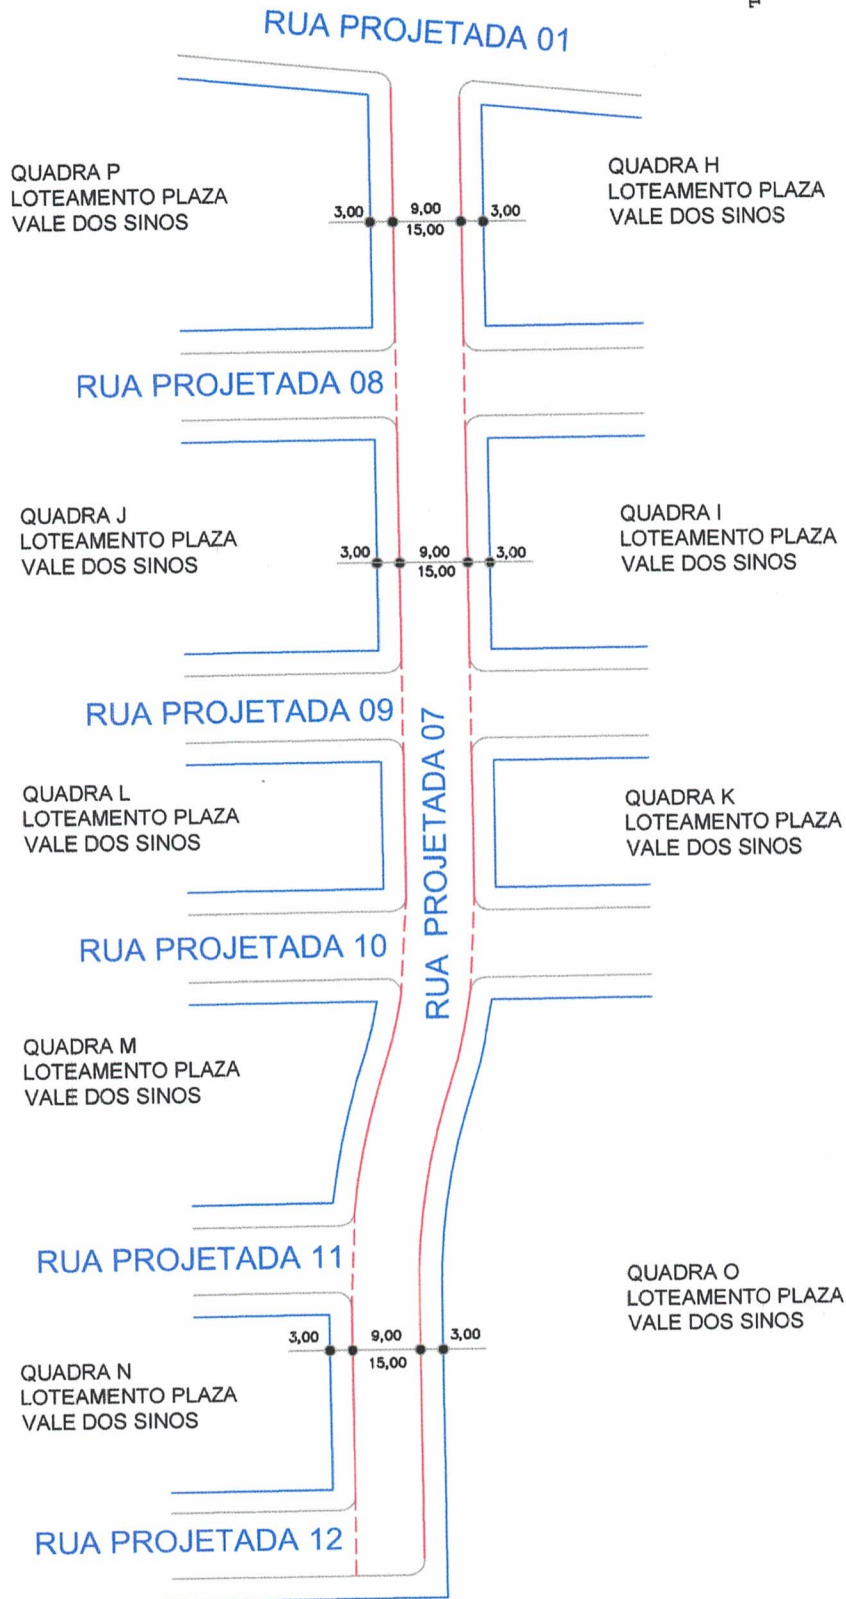 RUA PROJETADA 01
QUADRA P
LOTEAMENTO PLAZA
VALE DOS SINOS
QUADRA H
LOTEAMENTO PLAZA
VALE DOS SINOS
3,00 9,00 3,00
15,00
RUA PROJETADA 08
QUADRA J
LOTEAMENTO PLAZA
VALE DOS SINOS
QUADRA I
LOTEAMENTO PLAZA
VALE DOS SINOS
3,00 9,00 3,00
15,00
RUA PROJETADA 09
RUA PROJETADA 07
QUADRA L
LOTEAMENTO PLAZA
VALE DOS SINOS
QUADRA K
LOTEAMENTO PLAZA
VALE DOS SINOS
RUA PROJETADA 10
QUADRA M
LOTEAMENTO PLAZA
VALE DOS SINOS
RUA PROJETADA 11
QUADRA O
LOTEAMENTO PLAZA
VALE DOS SINOS
3,00 9,00 3,00
15,00
QUADRA N
LOTEAMENTO PLAZA
VALE DOS SINOS
RUA PROJETADA 12